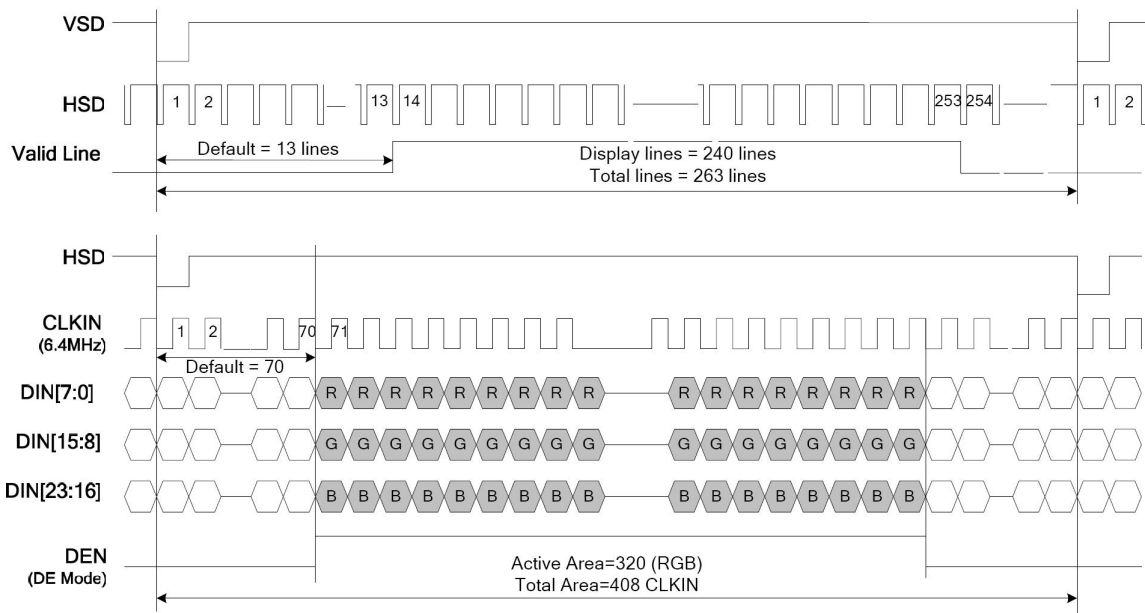 VSD
HSD 1 2 13 14 253 254 1 2
Valid Line
Default = 13 lines
Display lines = 240 lines
Total lines = 263 lines
HSD
CLKIN
(6.4MHz)
1 2 70 71
Default = 70
DIN[7:0] R R R R R R R R R R R R R R R R R
DIN[15:8] G G G G G G G G G G G G G G G G G
DIN[23:16] B B B B B B B B B B B B B B B B B
DEN
(DE Mode)
Active Area=320 (RGB)
Total Area=408 CLKIN